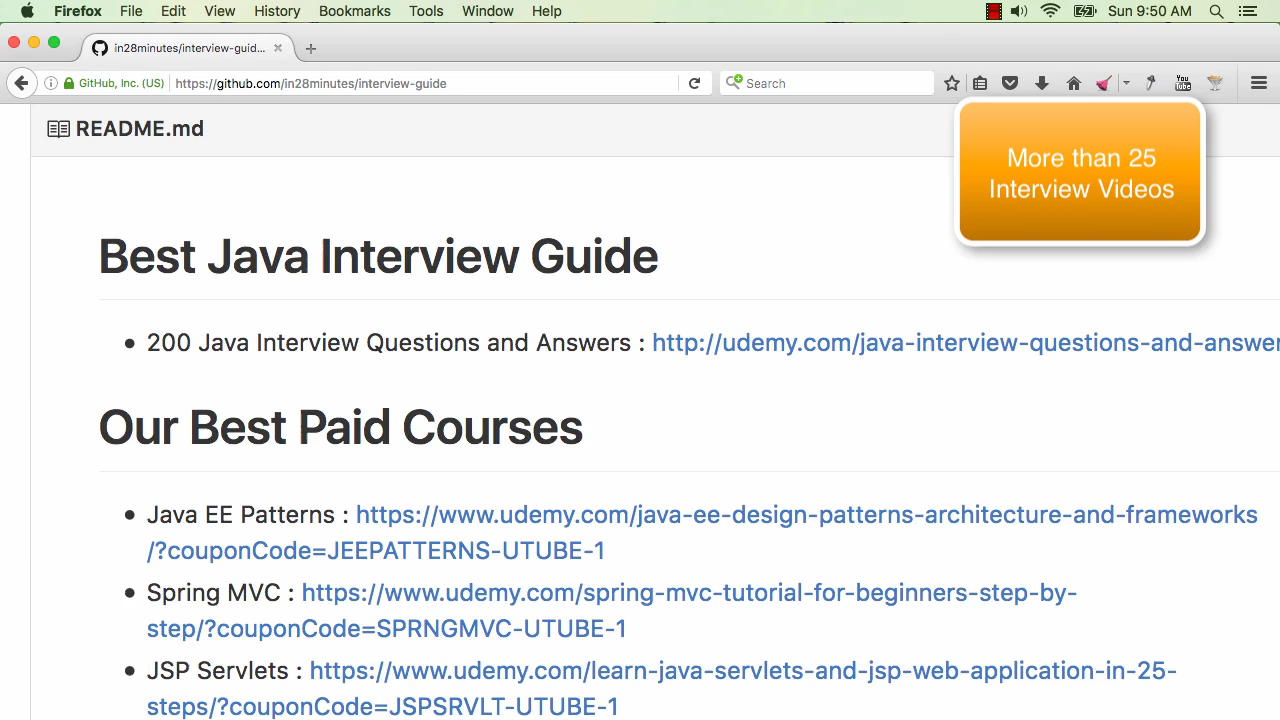 Firefox File Edit View History Bookmarks Tools Window Help Sun 9:50 AM
in28minutes/interview-guid...
GitHub, Inc. (US) https://github.com/in28minutes/interview-guide Search You Tube
README.md
More than 25
Interview Videos
Best Java Interview Guide
200 Java Interview Questions and Answers : http://udemy.com/java-interview-questions-and-answer
Our Best Paid Courses
Java EE Patterns : https://www.udemy.com/java-ee-design-patterns-architecture-and-frameworks
/?couponCode=JEEPATTERNS-UTUBE-1
Spring MVC : https://www.udemy.com/spring-mvc-tutorial-for-beginners-step-by-
step/?couponCode=SPRNGMVC-UTUBE-1
JSP Servlets : https://www.udemy.com/learn-java-servlets-and-jsp-web-application-in-25-
steps/?couponCode=JSPSRVLT-UTUBE-1